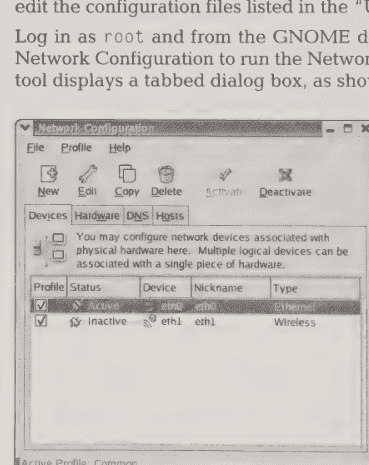 edit the configuration files listed in the "U
Log in as root and from the GNOME d
Network Configuration to run the Netwo
tool displays a tabbed dialog box, as sho
Network Configuration
File Profile Help
New Edit Copy Delete Activate Deactivate
Devices Hardware DNS Hosts
You may configure network devices associated with
physical hardware here. Multiple logical devices can be
associated with a single piece of hardware.
Profile Status Device Nickname Type
Active eth0 eth0 Ethernet
Inactive eth1 eth1 Wireless
Active Profile: Common